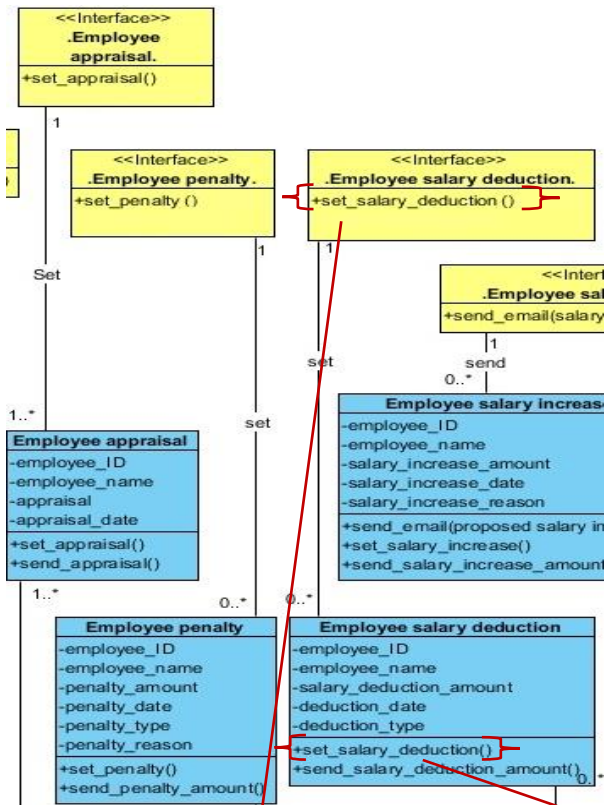 <<Interface>>
.Employee
appraisal.
+set_appraisal()
1
<<Interface>>
.Employee penalty.
+set_penalty ()
1
<<Interface>>
.Employee salary deduction.
+set_salary_deduction ()
1
Set
<<Interf
.Employee sal
+send_email(salary
1
send
0..*
set
set
1..*
Employee appraisal
-employee_ID
-employee_name
-appraisal
-appraisal_date
+set_appraisal()
+send_appraisal()
1..*
Employee salary increase
-employee_ID
-employee_name
-salary_increase_amount
-salary_increase_date
-salary_increase_reason
+send_email(proposed salary in
+set_salary_increase()
+send_salary_increase_amount
0..*
Employee penalty
-employee_ID
-employee_name
-penalty_amount
-penalty_date
-penalty_type
-penalty_reason
+set_penalty()
+send_penalty_amount()
0..*
Employee salary deduction
-employee_ID
-employee_name
-salary_deduction_amount
-deduction_date
-deduction_type
+set_salary_deduction()
+send_salary_deduction_amount()
0..*